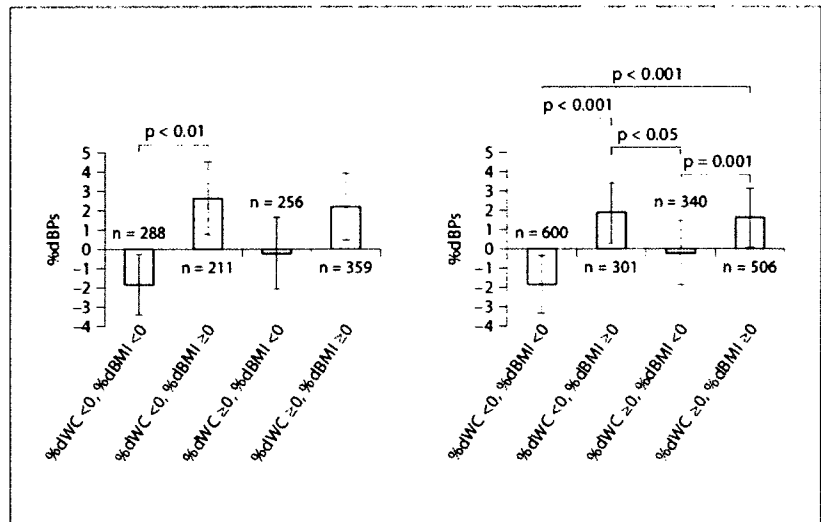 p < 0.01
5
4
3
2
1
0
−1
−2
−3
−4
%dBPs
n = 288
n = 211
n = 256
n = 359
%dWC <0, %dBMI <0
%dWC <0, %dBMI ≥0
%dWC ≥0, %dBMI <0
%dWC ≥0, %dBMI ≥0
p < 0.001
p < 0.001
p < 0.05
p = 0.001
5
4
3
2
1
0
−1
−2
−3
−4
%dBPs
n = 600
n = 301
n = 340
n = 506
%dWC <0, %dBMI <0
%dWC <0, %dBMI ≥0
%dWC ≥0, %dBMI <0
%dWC ≥0, %dBMI ≥0